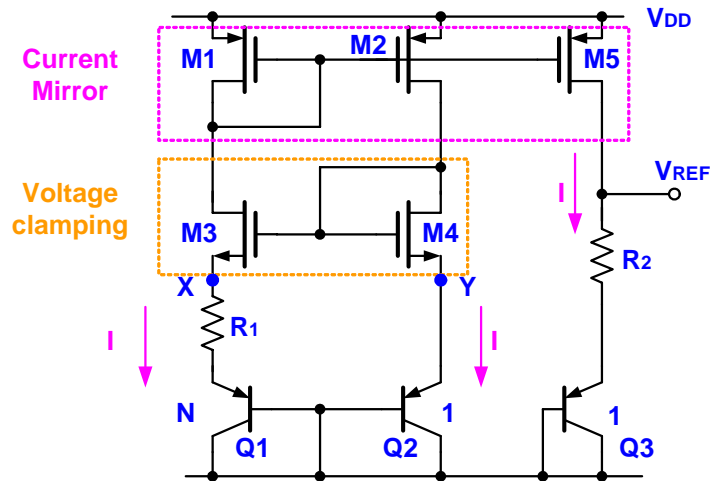 VDD
M1
M2
M5
Current
Mirror
I
VREF
Voltage
clamping
M3
M4
R2
X
Y
I
R1
I
N
1
1
Q1
Q2
Q3